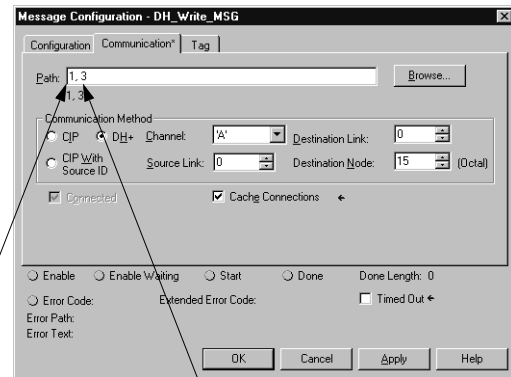 Message Configuration - DH_Write_MSG
Configuration Communication* Tag
Path: 1, 3 Browse...
1, 3
Communication Method
CIP DH+ Channel: 'A' Destination Link: 0
CIP With Source ID Source Link: 0 Destination Node: 15 (Octal)
Connected Cache Connections ←
Enable Enable Waiting Start Done Done Length: 0
Error Code: Extended Error Code: Timed Out ←
Error Path:
Error Text:
OK Cancel Apply Help